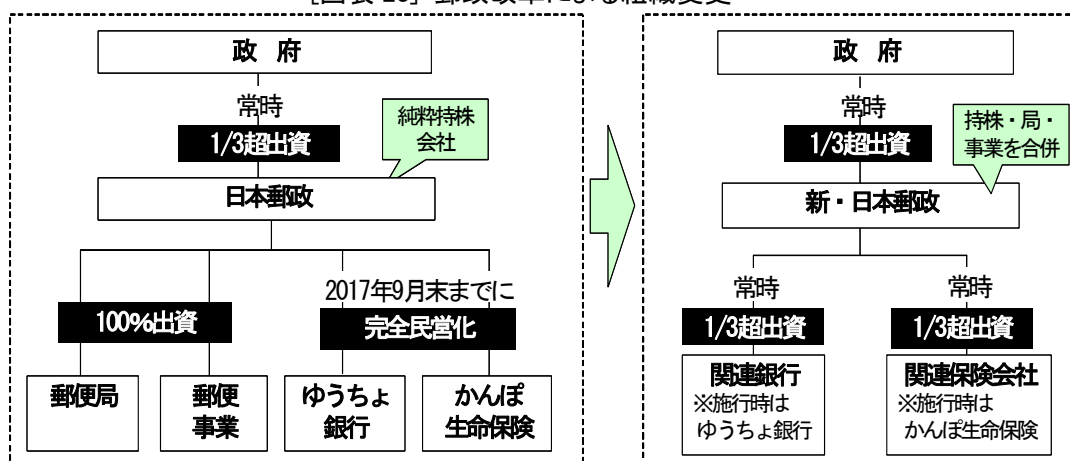 政 府
常時
1/3超出資
純粋持株
会社
日本郵政
100%出資
2017年9月末までに
完全民営化
郵便局
郵便
事業
ゆうちょ
銀行
かんぽ
生命保険
政 府
常時
1/3超出資
持株・局・
事業を合併
新・日本郵政
常時
1/3超出資
常時
1/3超出資
関連銀行
※施行時は
ゆうちょ銀行
関連保険会社
※施行時は
かんぽ生命保険